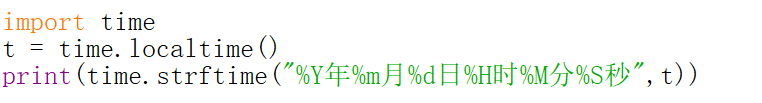 import time
t = time.localtime()
print(time.strftime("%Y年%m月%d日%H时%M分%S秒",t))